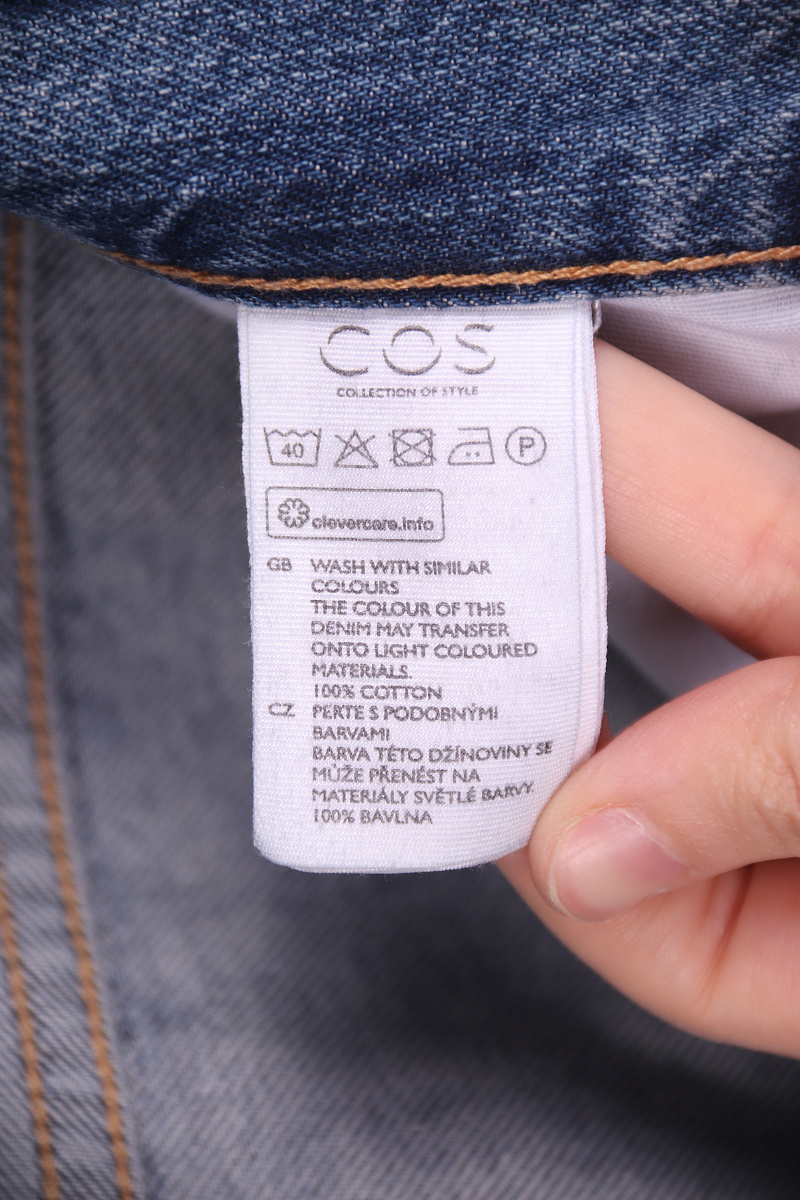 COS
COLLECTION OF STYLE
40 P
clevercare.info
GB WASH WITH SIMILAR
COLOURS
THE COLOUR OF THIS
DENIM MAY TRANSFER
ONTO LIGHT COLOURED
MATERIALS.
100% COTTON
CZ PERTE S PODOBNÝMI
BARVAMI
BARVA TÉTO DŽÍNOVINY SE
MŮŽE PŘENÉST NA
MATERIÁLY SVĚTLÉ BARVY.
100% BAVLNA